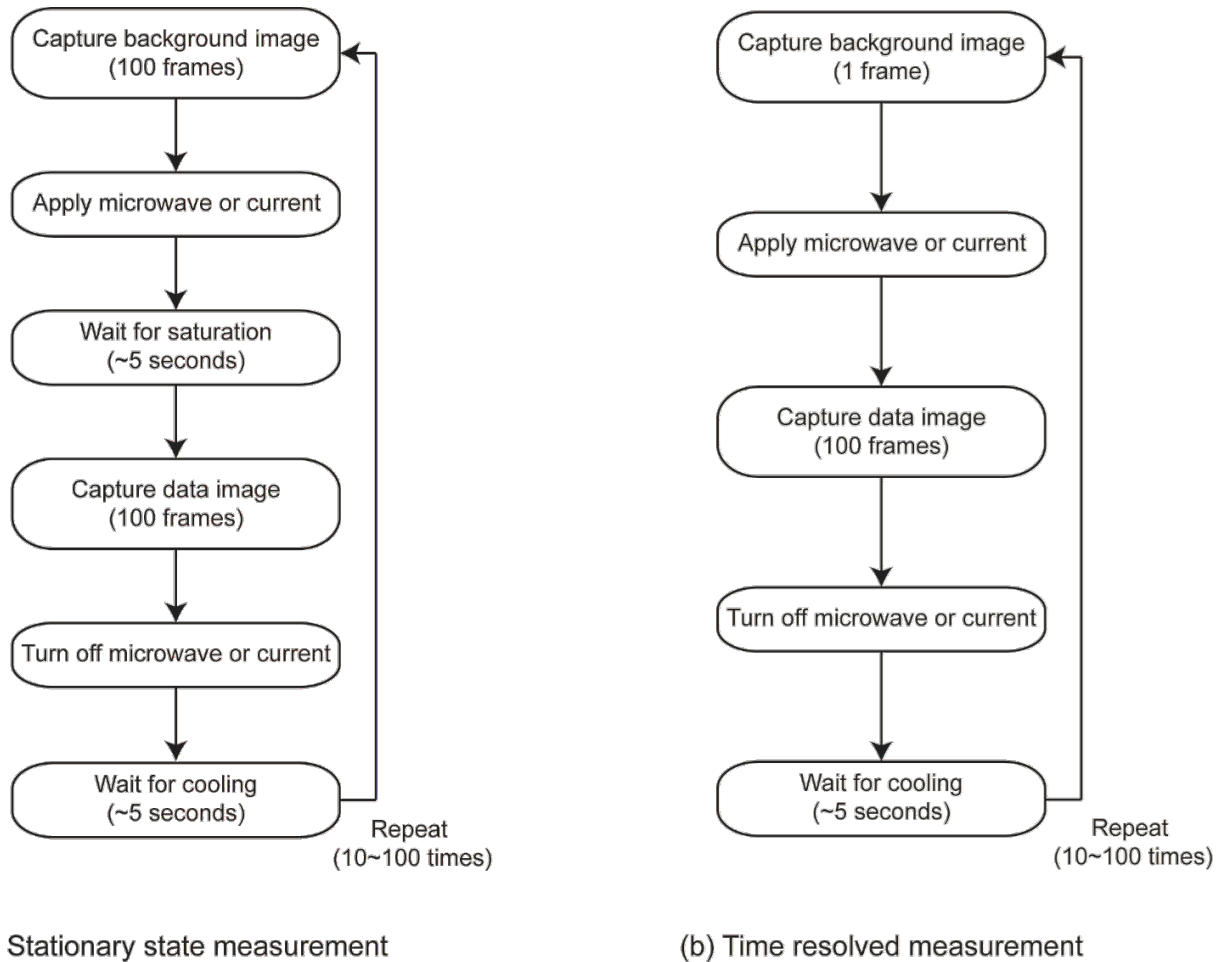 Capture background image
(100 frames)
Apply microwave or current
Wait for saturation
(~5 seconds)
Capture data image
(100 frames)
Turn off microwave or current
Wait for cooling
(~5 seconds)
Repeat
(10~100 times)
Stationary state measurement
Capture background image
(1 frame)
Apply microwave or current
Capture data image
(100 frames)
Turn off microwave or current
Wait for cooling
(~5 seconds)
Repeat
(10~100 times)
(b) Time resolved measurement